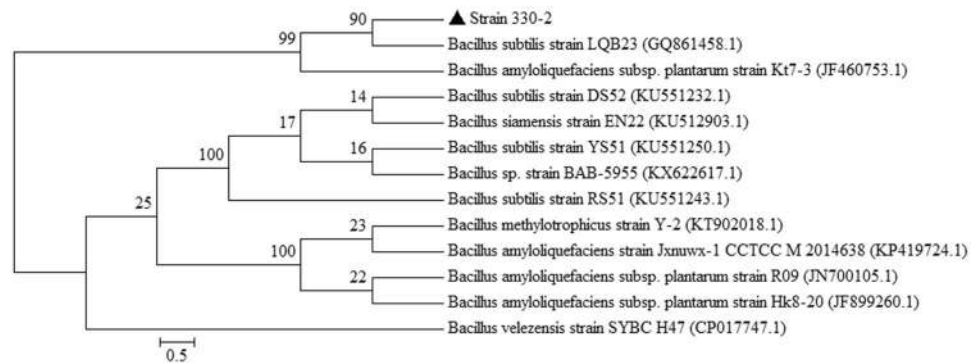 90
▲ Strain 330-2
99
Bacillus subtilis strain LQB23 (GQ861458.1)
Bacillus amyloliquefaciens subsp. plantarum strain Kt7-3 (JF460753.1)
14
Bacillus subtilis strain DS52 (KU551232.1)
17
Bacillus siamensis strain EN22 (KU512903.1)
100
16
Bacillus subtilis strain YS51 (KU551250.1)
Bacillus sp. strain BAB-5955 (KX622617.1)
25
Bacillus subtilis strain RS51 (KU551243.1)
23
Bacillus methylotrophicus strain Y-2 (KT902018.1)
100
Bacillus amyloliquefaciens strain Jxnuwx-1 CCTCC M 2014638 (KP419724.1)
22
Bacillus amyloliquefaciens subsp. plantarum strain R09 (JN700105.1)
Bacillus amyloliquefaciens subsp. plantarum strain Hk8-20 (JF899260.1)
Bacillus velezensis strain SYBC H47 (CP017747.1)
0.5